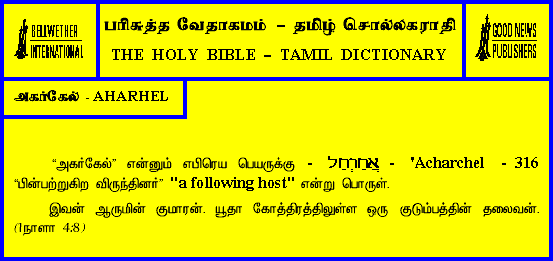 BELLWETHER
INTERNATIONAL
பரிசுத்த வேதாகமம் – தமிழ் சொல்லகராதி
THE HOLY BIBLE – TAMIL DICTIONARY
GOOD NEWS
PUBLISHERS
அகர்கேல் - AHARHEL
“அகர்கேல்” என்னும் எபிரெய பெயருக்கு - אֲחַרְחֵל - 'Acharchel - 316
“பின்பற்றுகிற விருந்தினர்” "a following host" என்று பொருள்.
இவன் ஆருமின் குமாரன். யூதா கோத்திரத்திலுள்ள ஒரு குடும்பத்தின் தலைவன்.
(1நாளா 4:8)